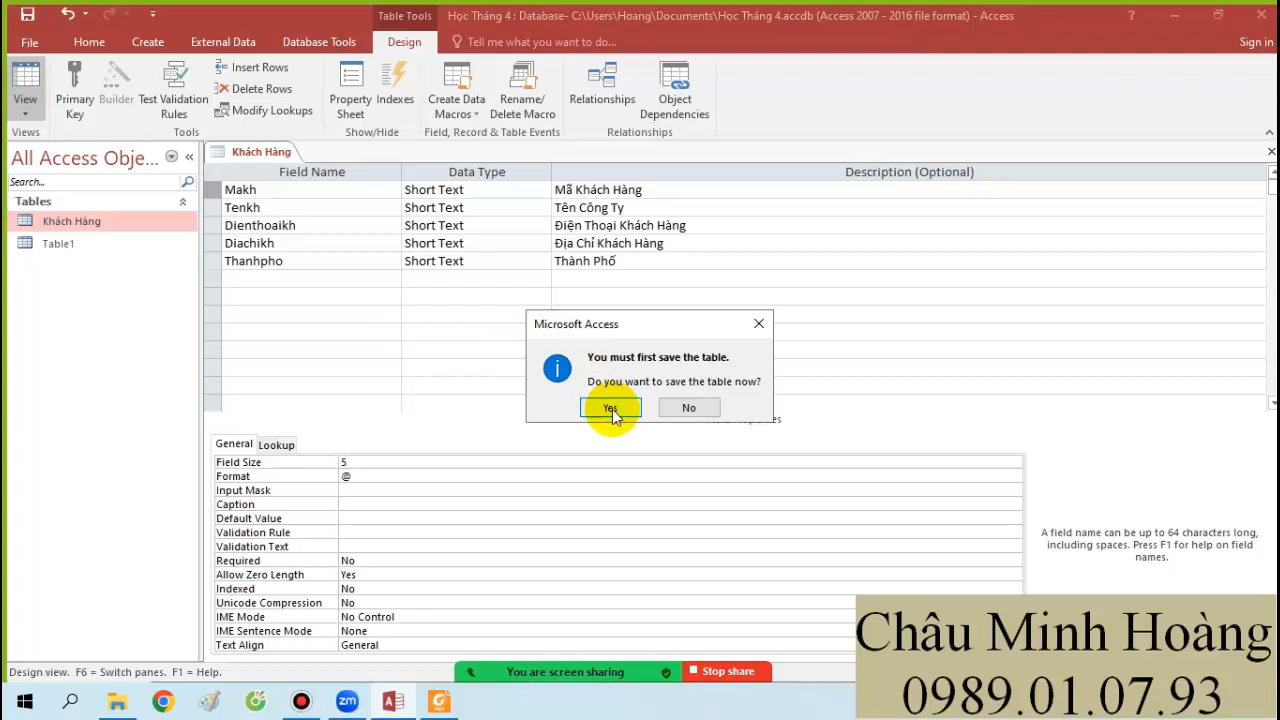 Table Tools
Học Tháng 4 : Database- C:\Users\Hoang\Documents\Học Tháng 4.accdb (Access 2007 - 2016 file format) - Access
?
File
Home
Create
External Data
Database Tools
Design
Tell me what you want to do...
Sign in
View
Primary Key
Builder
Test Validation Rules
Insert Rows
Delete Rows
Modify Lookups
Property Sheet
Indexes
Create Data Macros
Rename/ Delete Macro
Relationships
Object Dependencies
Views
Tools
Show/Hide
Field, Record & Table Events
Relationships
All Access Obje...
Search...
Tables
Khách Hàng
Table1
Khách Hàng
Field Name Data Type Description (Optional)
Makh Short Text Mã Khách Hàng
Tenkh Short Text Tên Công Ty
Dienthoaikh Short Text Điện Thoại Khách Hàng
Diachikh Short Text Địa Chỉ Khách Hàng
Thanhpho Short Text Thành Phố
Microsoft Access
You must first save the table.
Do you want to save the table now?
Yes
No
General Lookup
Field Size 5
Format @
Input Mask
Caption
Default Value
Validation Rule
Validation Text
Required No
Allow Zero Length Yes
Indexed No
Unicode Compression No
IME Mode No Control
IME Sentence Mode None
Text Align General
A field name can be up to 64 characters long,
including spaces. Press F1 for help on field
names.
Design view. F6 = Switch panes. F1 = Help.
You are screen sharing
Stop share
zm
Châu Minh Hoàng
0989.01.07.93